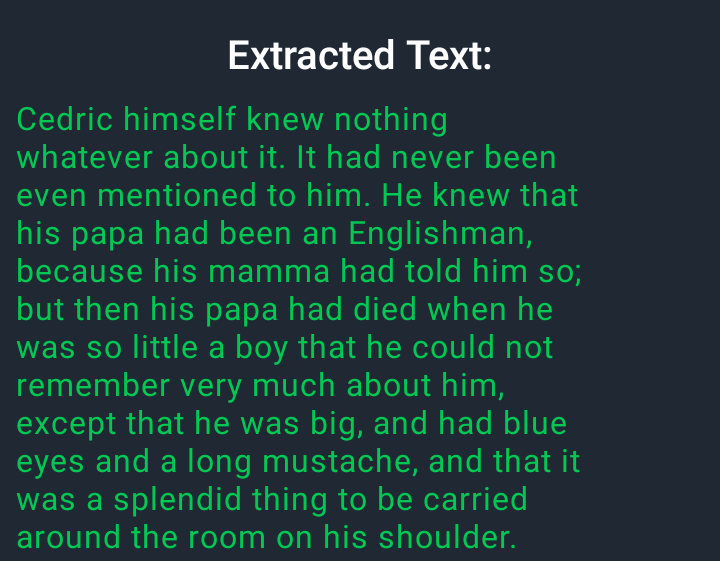 Extracted Text:
Cedric himself knew nothing
whatever about it. It had never been
even mentioned to him. He knew that
his papa had been an Englishman,
because his mamma had told him so;
but then his papa had died when he
was so little a boy that he could not
remember very much about him,
except that he was big, and had blue
eyes and a long mustache, and that it
was a splendid thing to be carried
around the room on his shoulder.